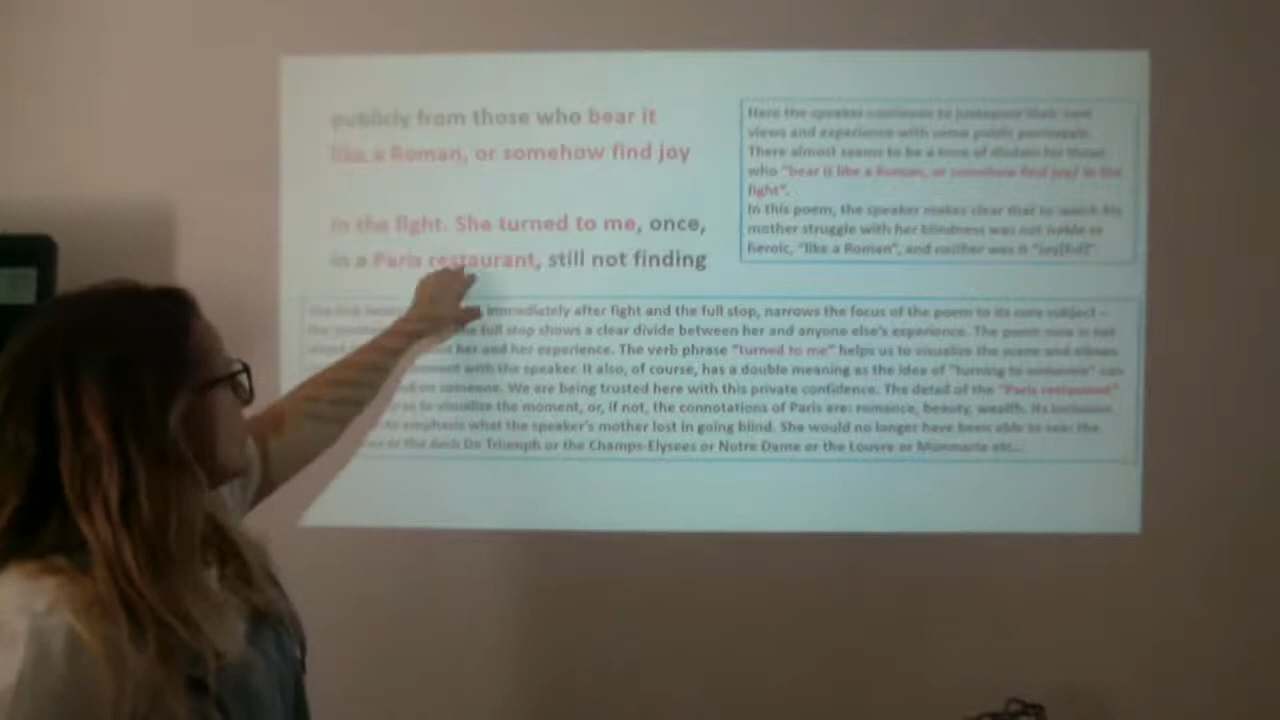 publicly from those who bear it
like a Roman, or somehow find joy
in the fight. She turned to me, once,
in a Paris restaurant, still not finding
Here the speaker continues to juxtapose their own
views and experience with some public
There almost seems to be a tone of disdain for those
who "bear it like a Roman, or somehow find joy/ in the
fight".
In this poem, the speaker makes clear that to watch his
mother struggle with her blindness was not noble or
heroic, "like a Roman", and neither was it "joy[ful]".
immediately after fight and the full stop, narrows the focus of the poem to its core subject –
the full stop shows a clear divide between her and anyone else's experience. The poem now is not
her and her experience. The verb phrase "turned to me" helps us to visualize the scene and
with the speaker. It also, of course, has a double meaning as the idea of "turning to someone" can
on someone. We are being trusted here with this private confidence. The detail of the "Paris restaurant"
us to visualize the moment, or, if not, the connotations of Paris are: romance, beauty, wealth. Its inclusion
to emphasis what the speaker's mother lost in going blind. She would no longer have been able to see: the
or the Arch De Triumph or the Champs-Elysees or Notre Dame or the Louvre or Monmarte etc...